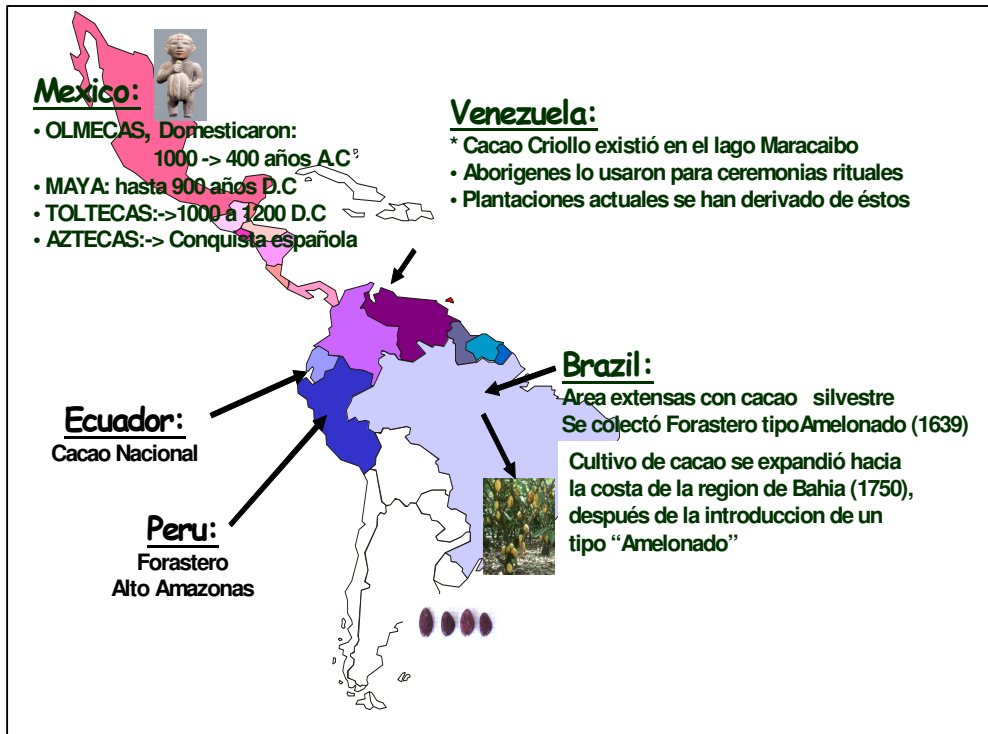 Mexico:
• OLMECAS, Domesticaron:
1000 -> 400 años A.C
• MAYA: hasta 900 años D.C
• TOLTECAS:->1000 a 1200 D.C
• AZTECAS:-> Conquista española
Venezuela:
* Cacao Criollo existió en el lago Maracaibo
• Aborigenes lo usaron para ceremonias rituales
• Plantaciones actuales se han derivado de éstos
Ecuador:
Cacao Nacional
Peru:
Forastero
Alto Amazonas
Brazil:
Area extensas con cacao silvestre
Se colectó Forastero tipoAmelonado (1639)
Cultivo de cacao se expandió hacia
la costa de la region de Bahia (1750),
después de la introduccion de un
tipo “Amelonado”